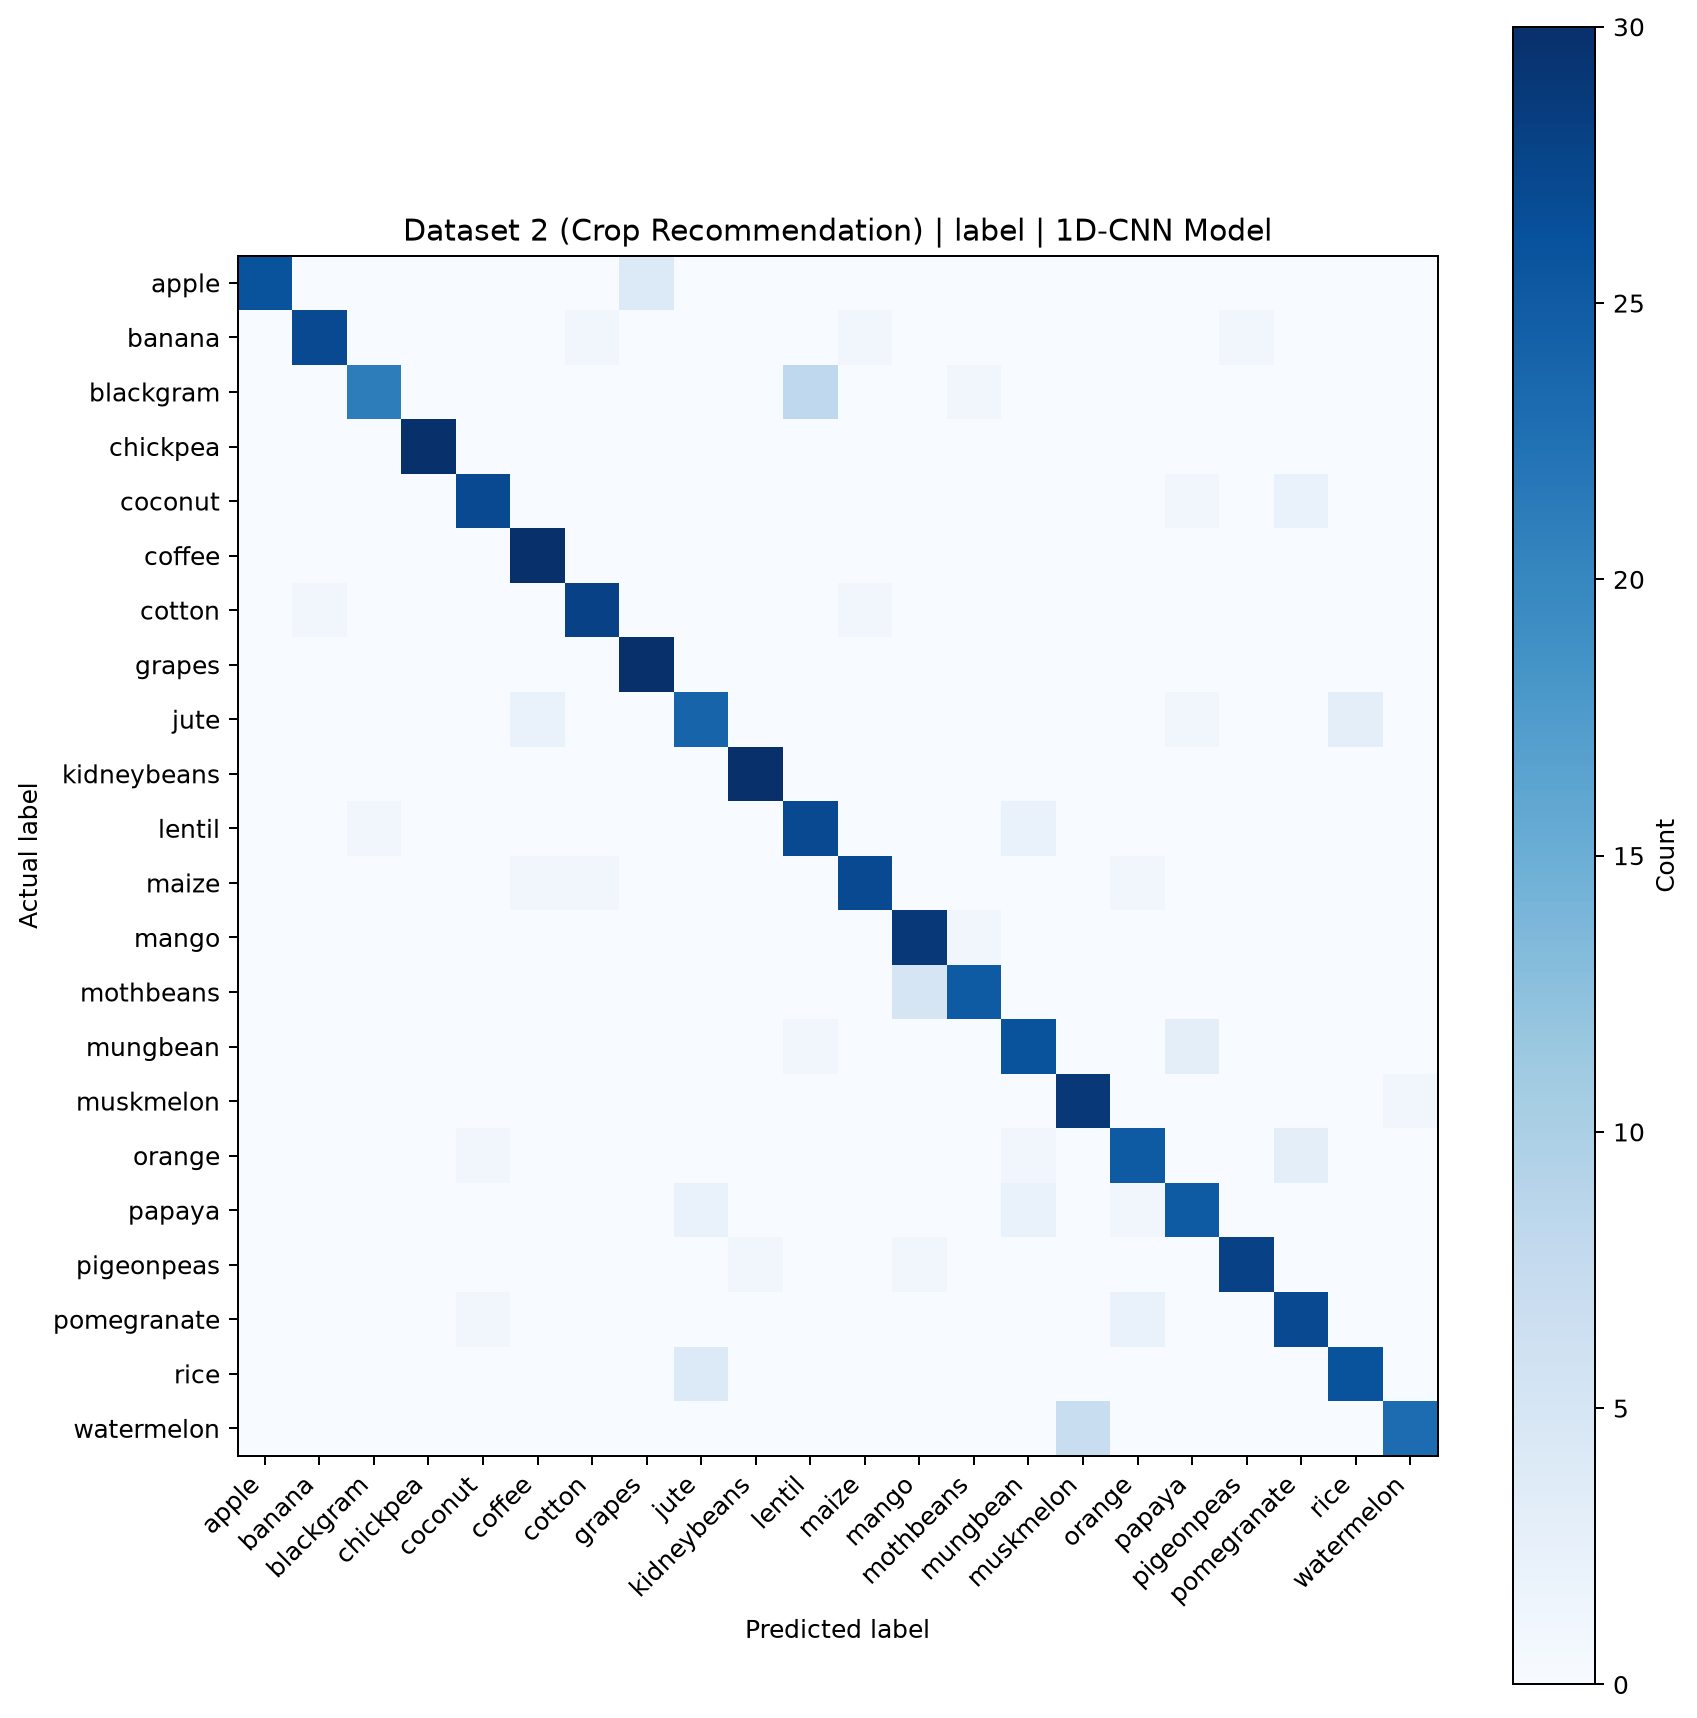 Dataset 2 (Crop Recommendation) | label | 1D-CNN Model
Actual label
apple
banana
blackgram
chickpea
coconut
coffee
cotton
grapes
jute
kidneybeans
lentil
maize
mango
mothbeans
mungbean
muskmelon
orange
papaya
pigeonpeas
pomegranate
rice
watermelon
apple
banana
blackgram
chickpea
coconut
coffee
cotton
grapes
jute
kidneybeans
lentil
maize
mango
mothbeans
mungbean
muskmelon
orange
papaya
pigeonpeas
pomegranate
rice
watermelon
Predicted label
30
25
20
15
10
5
0
Count